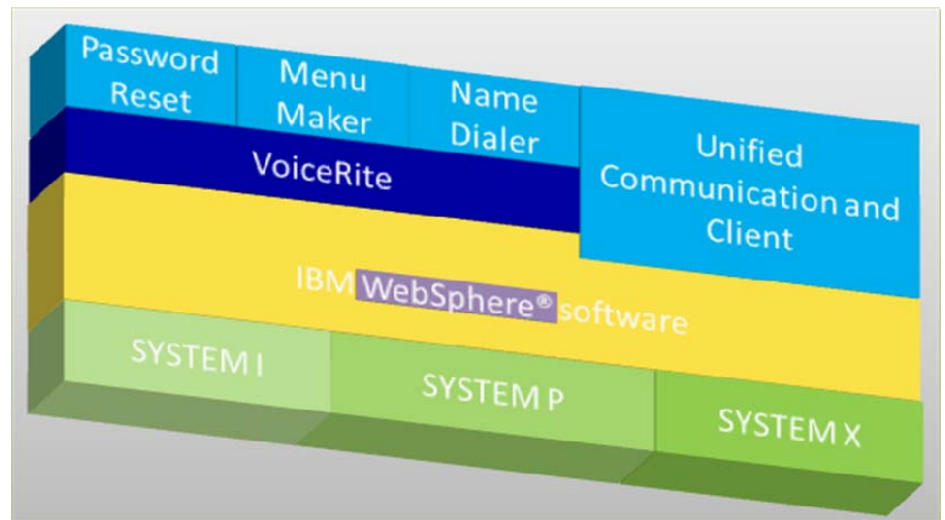 Password
Reset
Menu
Maker
Name
Dialer
Unified
Communication and
Client
VoiceRite
IBM WebSphere® software
SYSTEM I
SYSTEM P
SYSTEM X